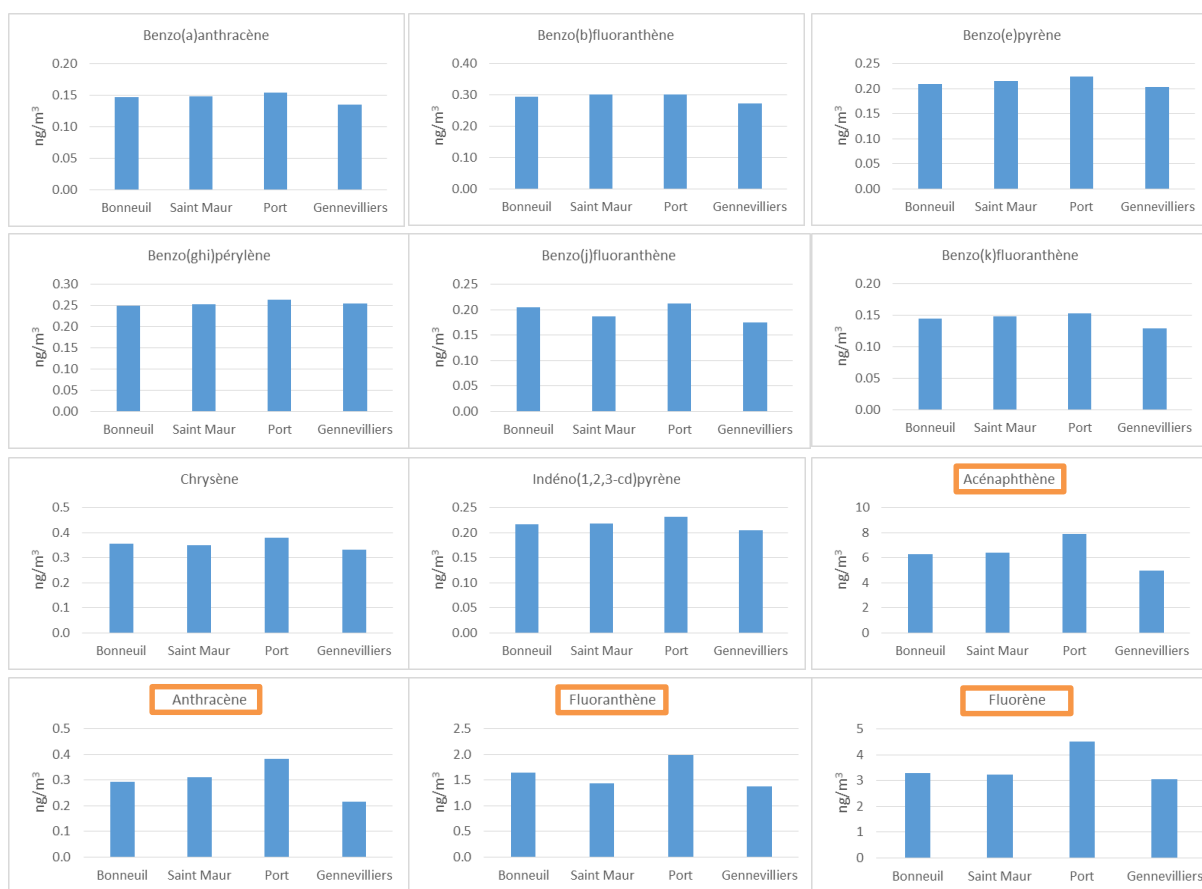 Benzo(a)anthracène
0.20
0.15
0.10
0.05
0.00
ng/m³
Bonneuil Saint Maur Port Gennevilliers
Benzo(b)fluoranthène
0.40
0.30
0.20
0.10
0.00
ng/m³
Bonneuil Saint Maur Port Gennevilliers
Benzo(e)pyrène
0.25
0.20
0.15
0.10
0.05
0.00
ng/m³
Bonneuil Saint Maur Port Gennevilliers
Benzo(ghi)pérylène
0.30
0.25
0.20
0.15
0.10
0.05
0.00
ng/m³
Bonneuil Saint Maur Port Gennevilliers
Benzo(j)fluoranthène
0.25
0.20
0.15
0.10
0.05
0.00
ng/m³
Bonneuil Saint Maur Port Gennevilliers
Benzo(k)fluoranthène
0.20
0.15
0.10
0.05
0.00
ng/m³
Bonneuil Saint Maur Port Gennevilliers
Chrysène
0.5
0.4
0.3
0.2
0.1
0.0
ng/m³
Bonneuil Saint Maur Port Gennevilliers
Indéno(1,2,3-cd)pyrène
0.25
0.20
0.15
0.10
0.05
0.00
ng/m³
Bonneuil Saint Maur Port Gennevilliers
Acénaphthène
10
8
6
4
2
0
ng/m³
Bonneuil Saint Maur Port Gennevilliers
Anthracène
0.5
0.4
0.3
0.2
0.1
0.0
ng/m³
Bonneuil Saint Maur Port Gennevilliers
Fluoranthène
2.5
2.0
1.5
1.0
0.5
0.0
ng/m³
Bonneuil Saint Maur Port Gennevilliers
Fluorène
5
4
3
2
1
0
ng/m³
Bonneuil Saint Maur Port Gennevilliers